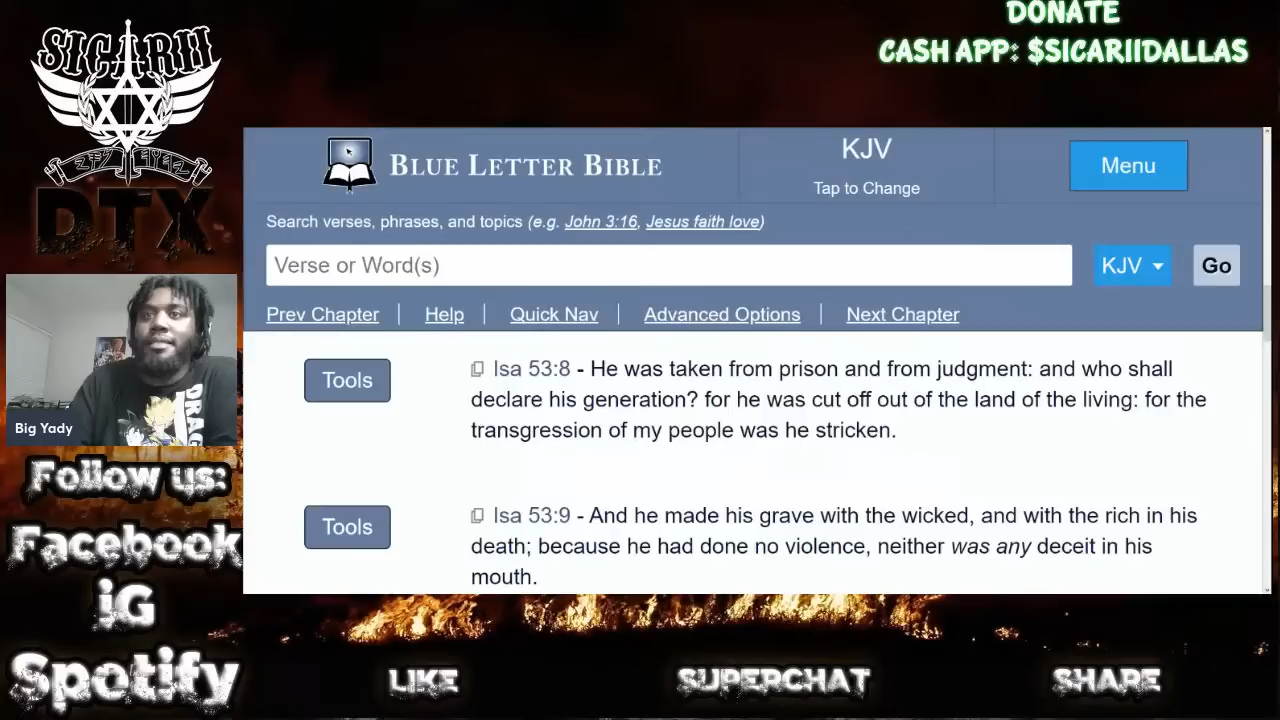 SICARII
DTX
DONATE
CASH APP: $SICARIIDALLAS
BLUE LETTER BIBLE
KJV
Tap to Change
Menu
Search verses, phrases, and topics (e.g. John 3:16, Jesus faith love)
Verse or Word(s)
KJV
Go
Prev Chapter
Help
Quick Nav
Advanced Options
Next Chapter
Tools
Isa 53:8 - He was taken from prison and from judgment: and who shall
declare his generation? for he was cut off out of the land of the living: for the
transgression of my people was he stricken.
Tools
Isa 53:9 - And he made his grave with the wicked, and with the rich in his
death; because he had done no violence, neither was any deceit in his
mouth.
DRAG
Big Yady
Follow us:
Facebook
iG
Spotify
LIKE
SUPERCHAT
SHARE